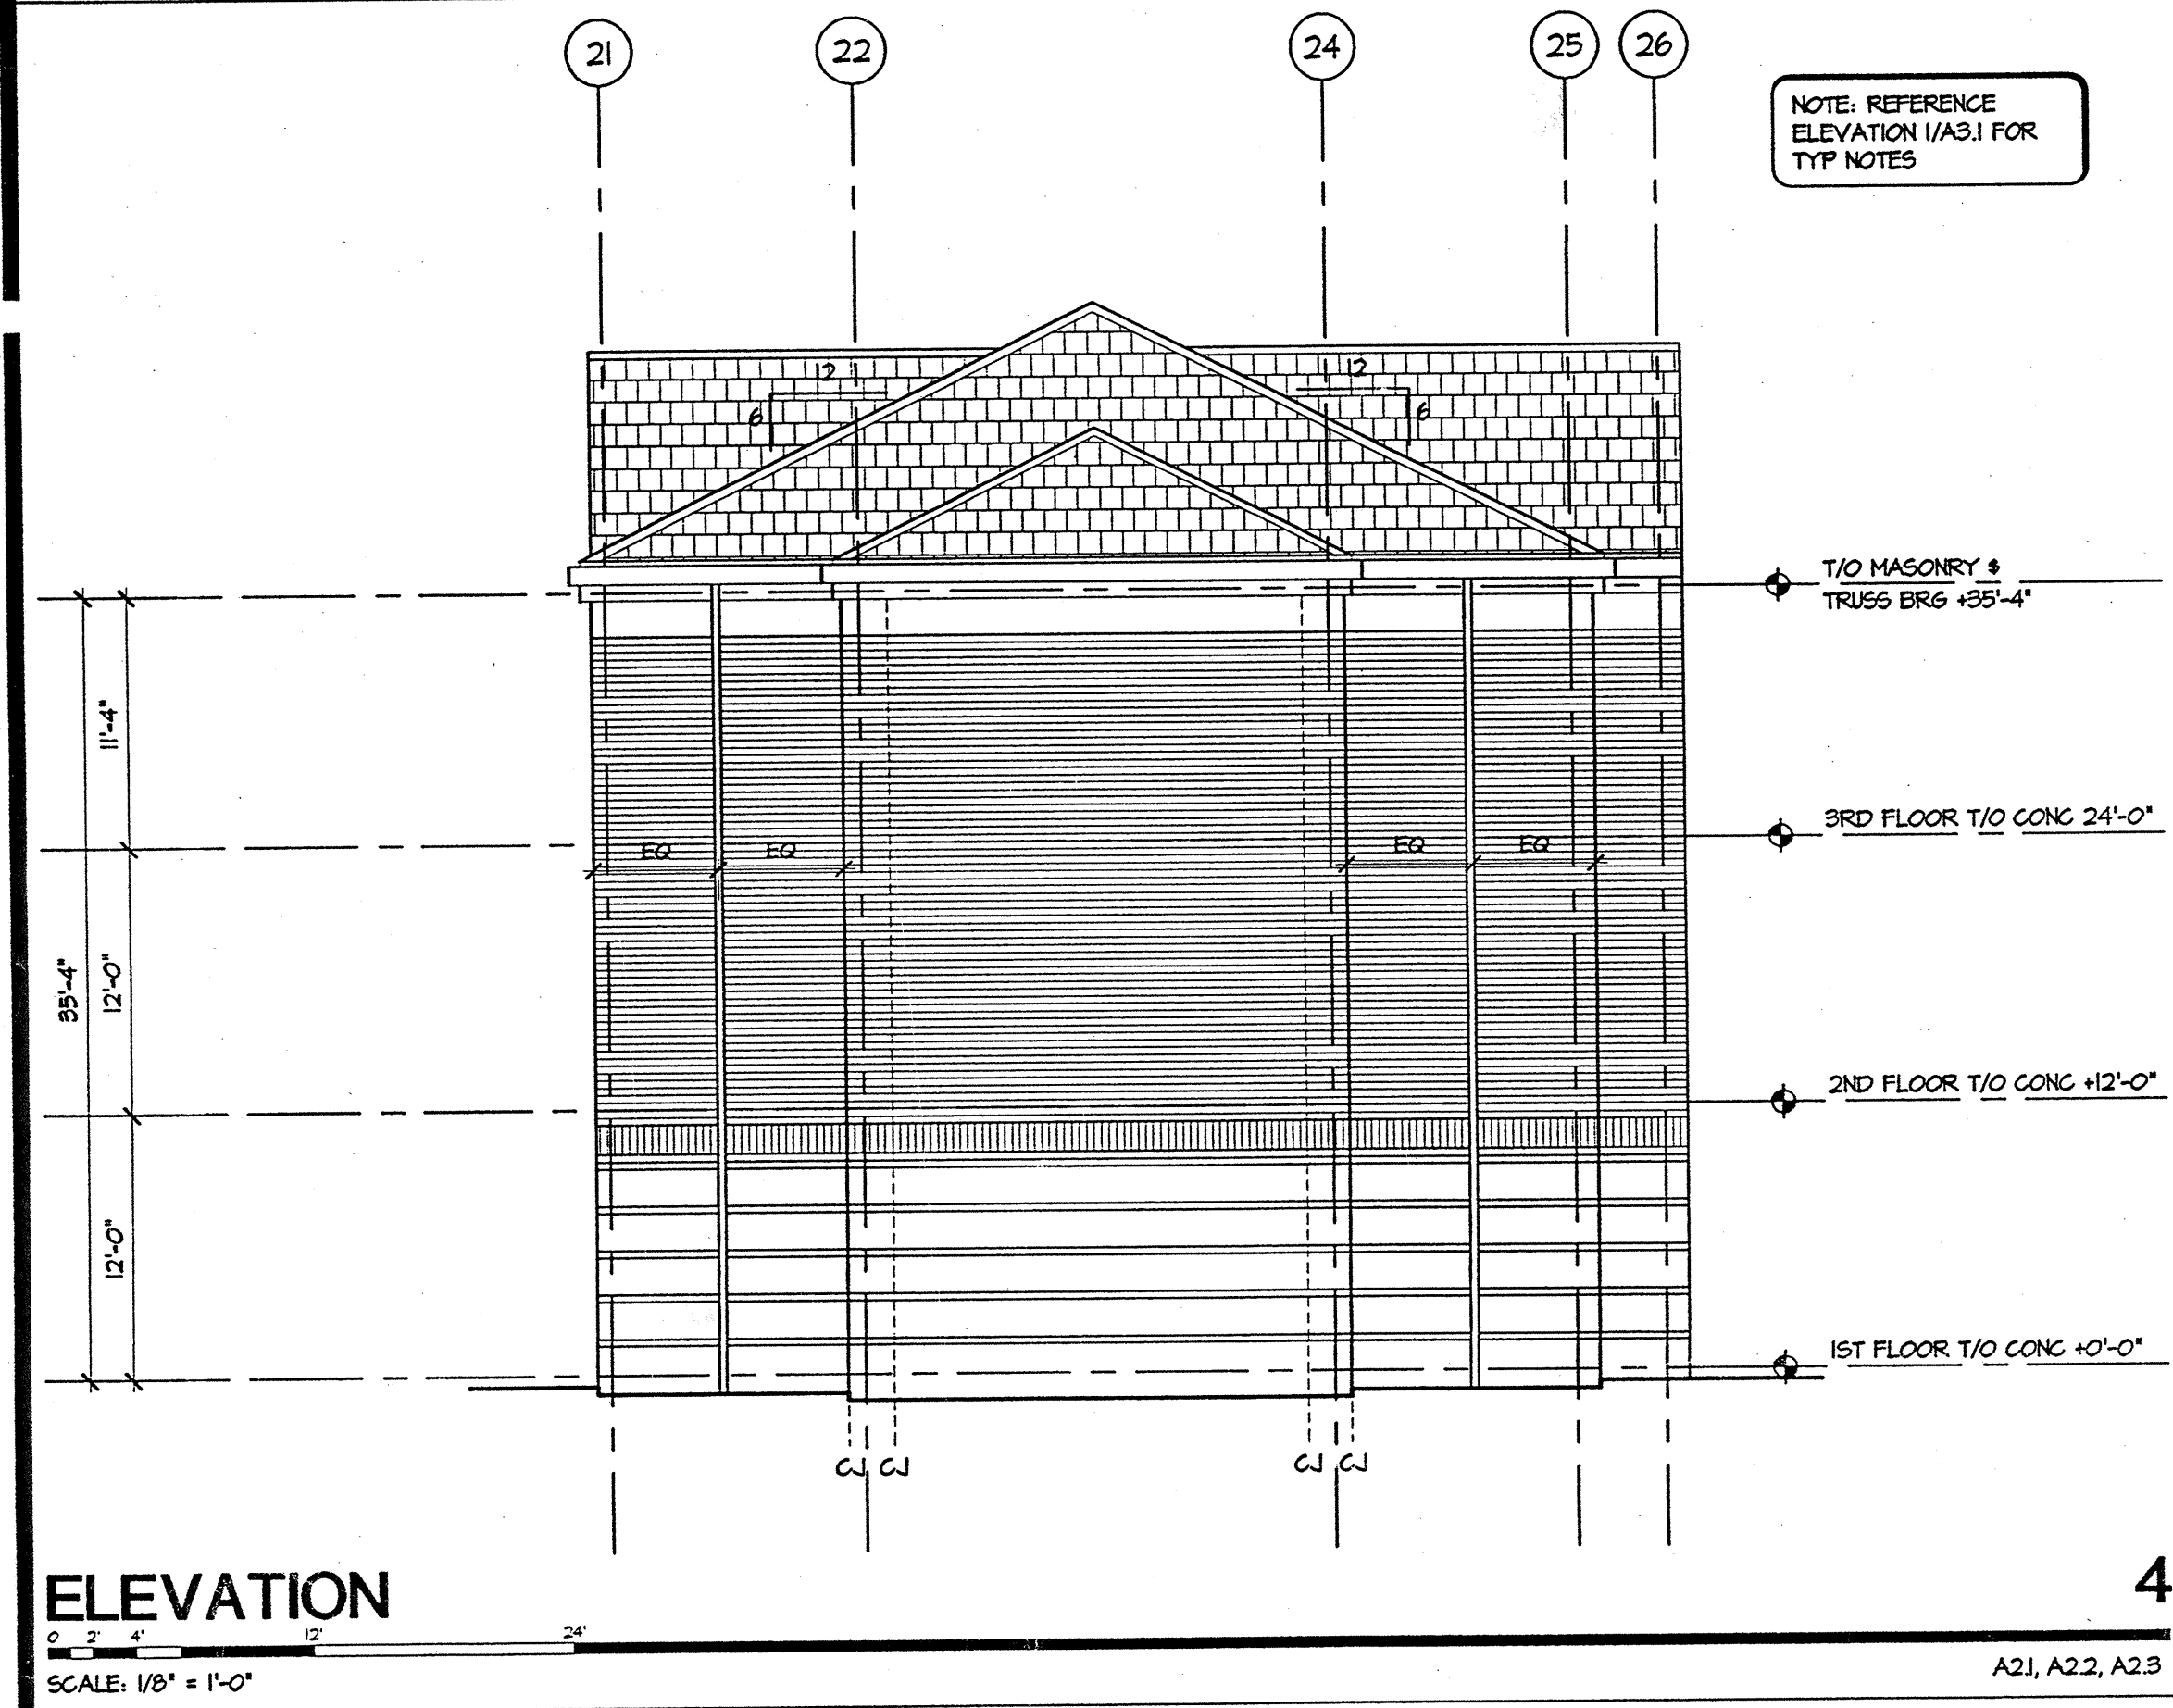 21 22 24 25 26
NOTE: REFERENCE
ELEVATION 1/A3.1 FOR
TYP NOTES
12 12
6 6
T/O MASONRY $
TRUSS BRG +35'-4"
11'-4"
3RD FLOOR T/O CONC 24'-0"
EQ EQ EQ EQ
35'-4"
12'-0"
2ND FLOOR T/O CONC +12'-0"
12'-0"
1ST FLOOR T/O CONC +0'-0"
CJ CJ CJ CJ
ELEVATION
4
0 2' 4' 12' 24'
SCALE: 1/8" = 1'-0"
A2.1, A2.2, A2.3